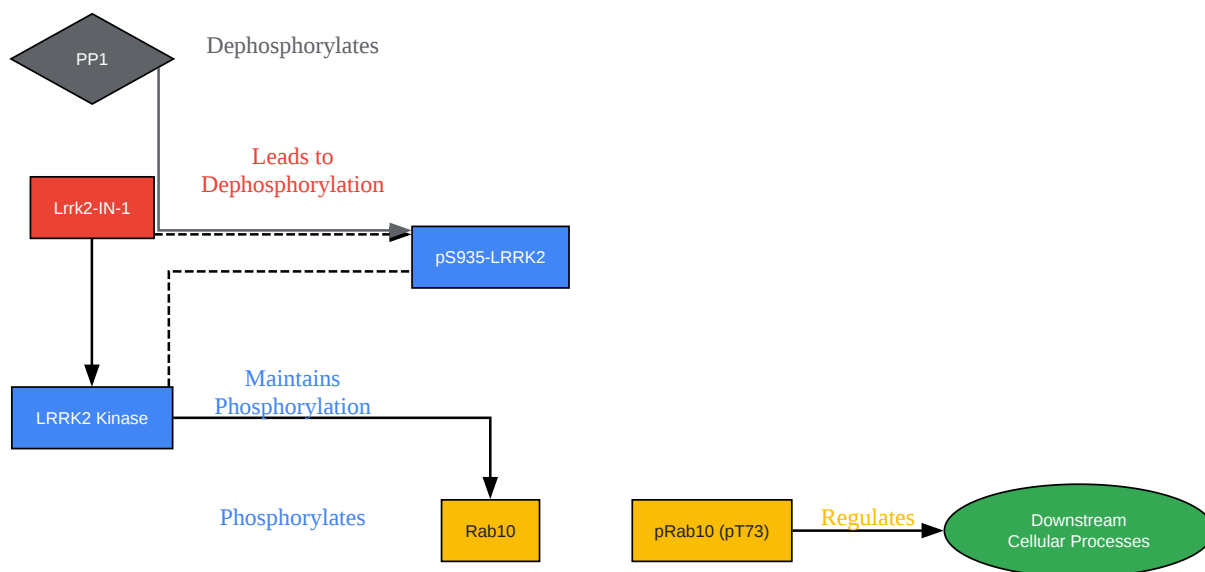 PP1
Dephosphorylates
Leads to
Dephosphorylation
Lrrk2-IN-1
pS935-LRRK2
Maintains
Phosphorylation
LRRK2 Kinase
Phosphorylates
Rab10
pRab10 (pT73)
Regulates
Downstream
Cellular Processes